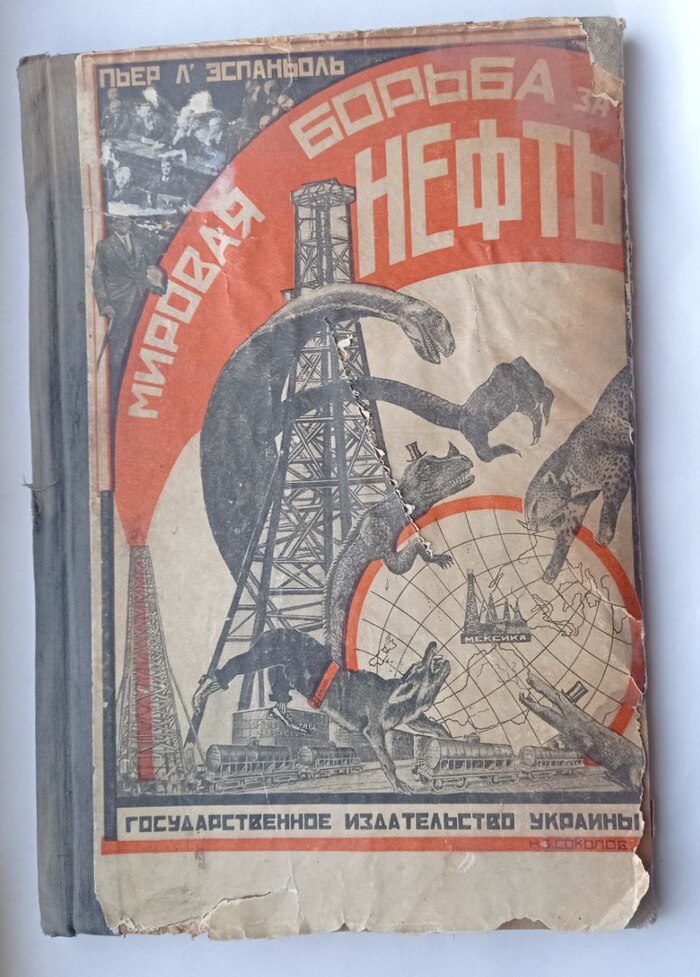 ПЬЕР Л' ЭСПАНЬОЛЬ
МИРОВАЯ
БОРЬБА ЗА
НЕФТЬ
МЕКСИКА
ГОСУДАРСТВЕННОЕ ИЗДАТЕЛЬСТВО УКРАИНЫ
СОКОЛОВ